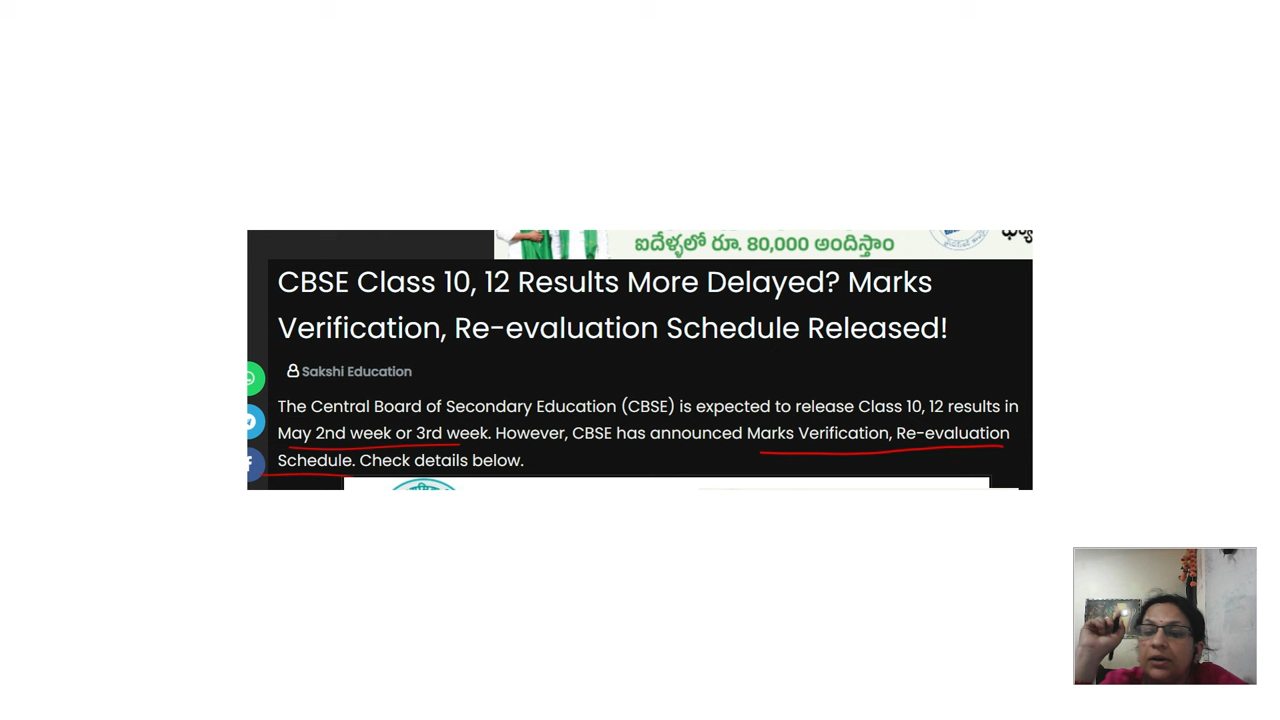 ఐదేళ్లలో రూ. 80,000 అందిస్తాం
CBSE Class 10, 12 Results More Delayed? Marks
Verification, Re-evaluation Schedule Released!
Sakshi Education
The Central Board of Secondary Education (CBSE) is expected to release Class 10, 12 results in
May 2nd week or 3rd week. However, CBSE has announced Marks Verification, Re-evaluation
Schedule. Check details below.